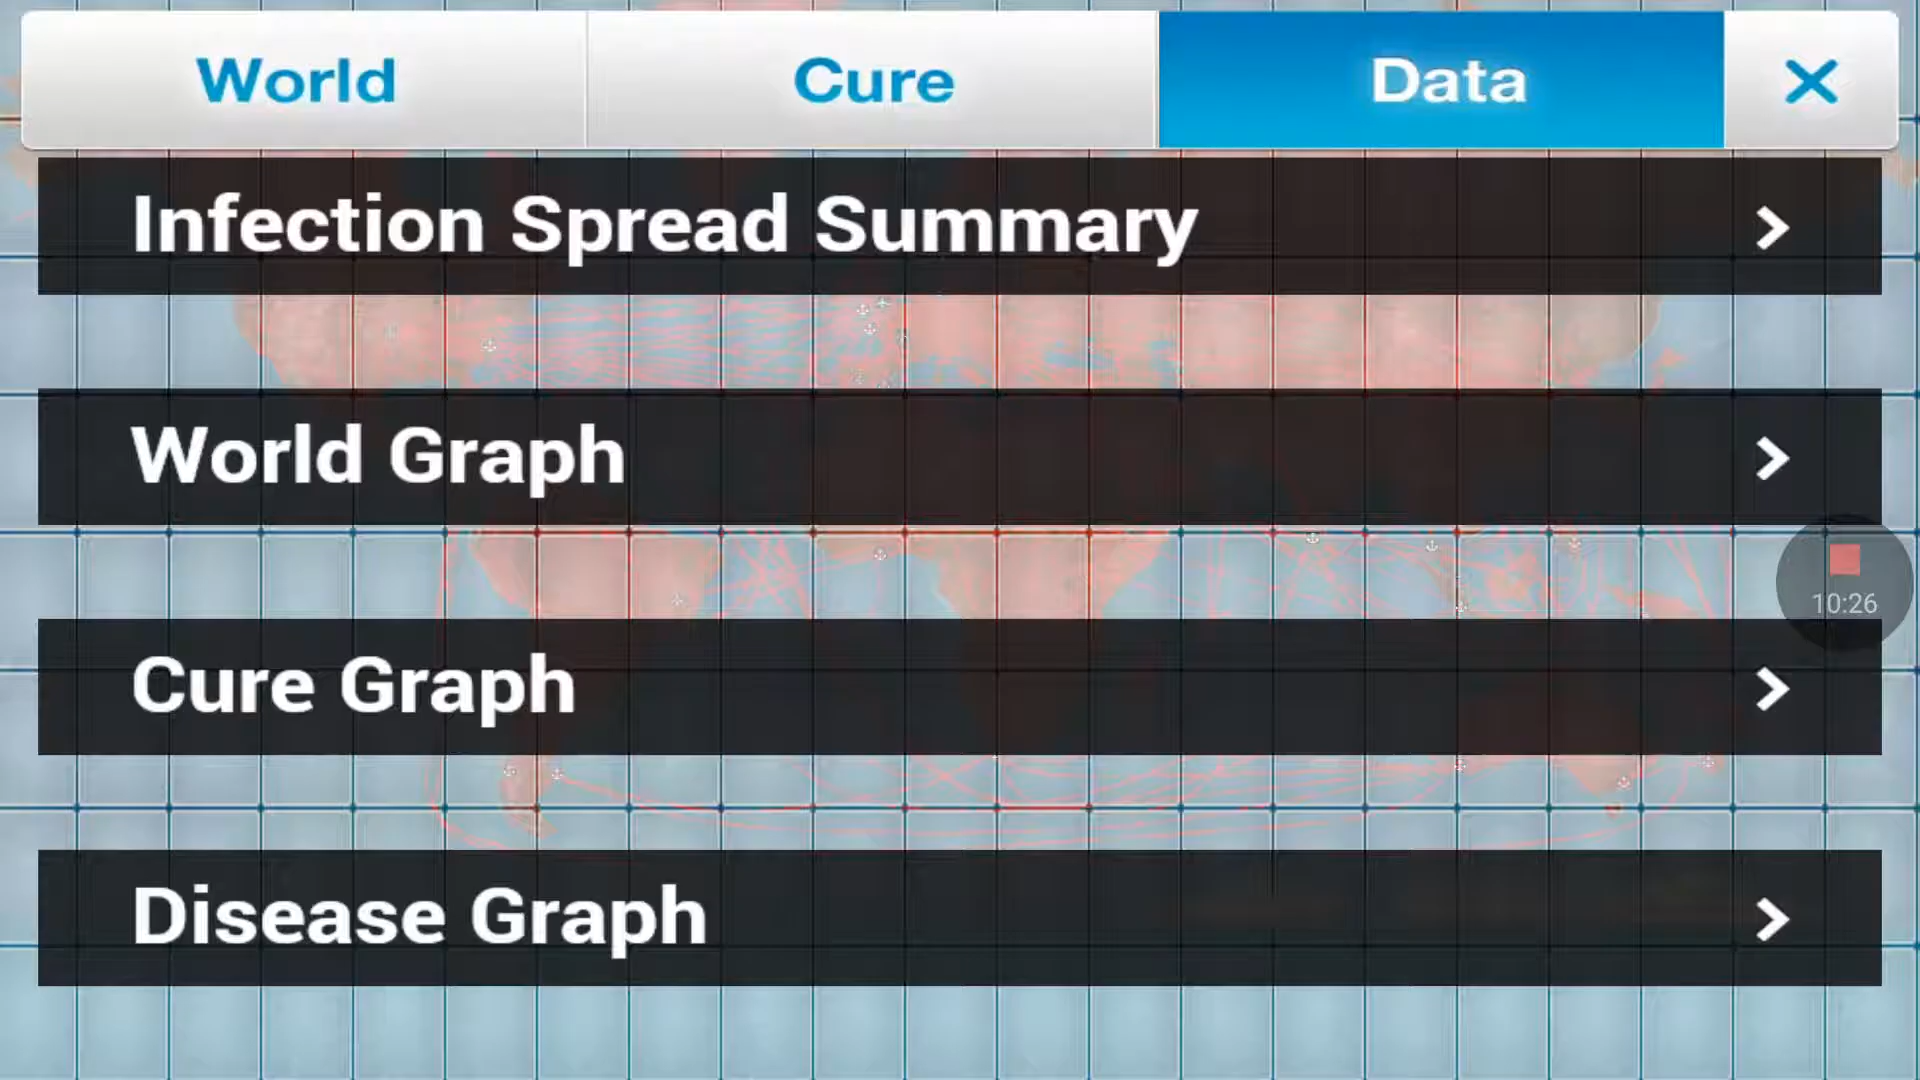 World
Cure
Data
Infection Spread Summary
World Graph
10:26
Cure Graph
Disease Graph